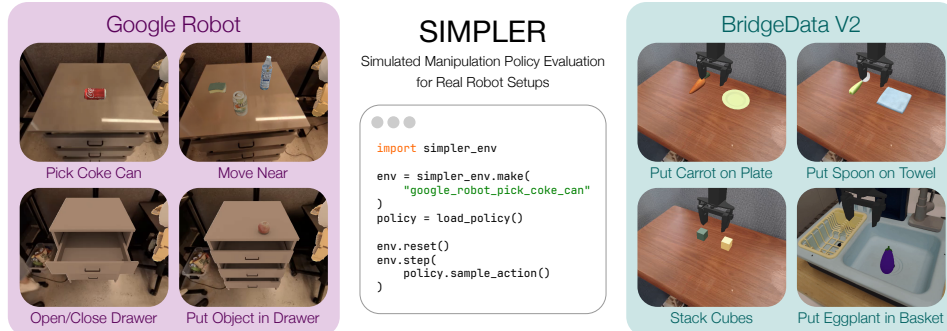 Google Robot
Pick Coke Can
Move Near
Open/Close Drawer
Put Object in Drawer
SIMPLER
Simulated Manipulation Policy Evaluation
for Real Robot Setups
import simpler_env
env = simpler_env.make(
    "google_robot_pick_coke_can"
)
policy = load_policy()
env.reset()
env.step(
    policy.sample_action()
)
BridgeData V2
Put Carrot on Plate
Put Spoon on Towel
Stack Cubes
Put Eggplant in Basket